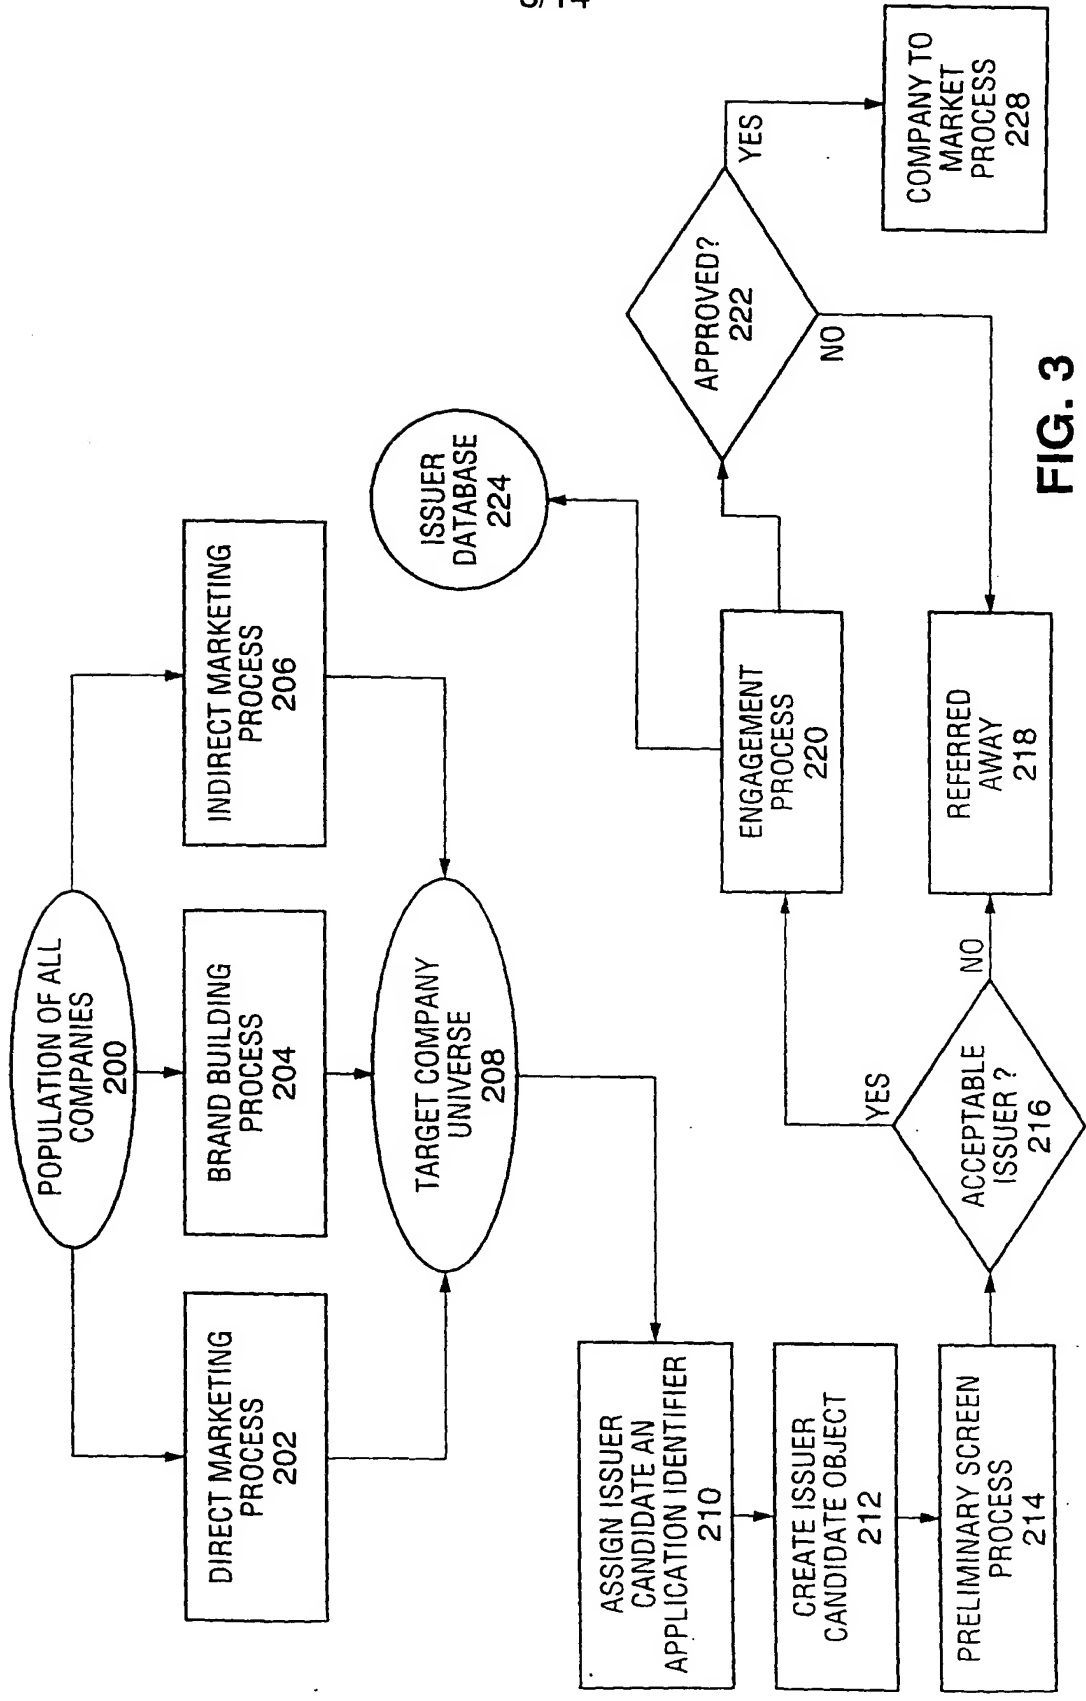 POPULATION OF ALL
COMPANIES
200
DIRECT MARKETING
PROCESS
202
BRAND BUILDING
PROCESS
204
INDIRECT MARKETING
PROCESS
206
TARGET COMPANY
UNIVERSE
208
ISSUER
DATABASE
224
ASSIGN ISSUER
CANDIDATE AN
APPLICATION IDENTIFIER
210
CREATE ISSUER
CANDIDATE OBJECT
212
PRELIMINARY SCREEN
PROCESS
214
ACCEPTABLE
ISSUER?
216
YES
NO
ENGAGEMENT
PROCESS
220
REFERRED
AWAY
218
APPROVED?
222
YES
NO
COMPANY TO
MARKET
PROCESS
228
FIG. 3